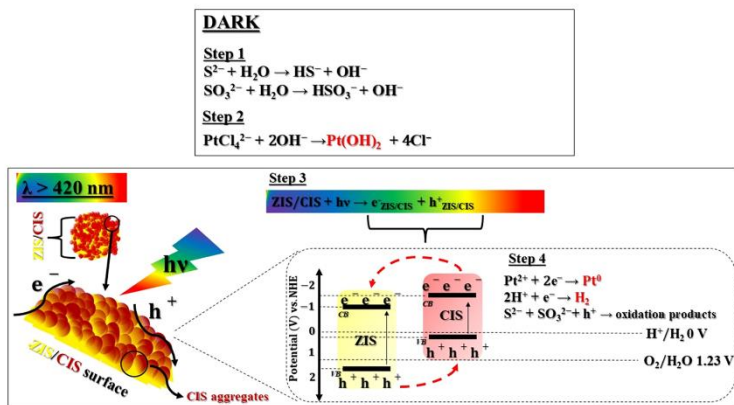 DARK
Step 1
S²⁻ + H₂O → HS⁻ + OH⁻
SO₃²⁻ + H₂O → HSO₃⁻ + OH⁻
Step 2
PtCl₄²⁻ + 2OH⁻ → Pt(OH)₂ + 4Cl⁻
λ > 420 nm
ZIS/CIS
e⁻
hν
h⁺
ZIS/CIS surface
CIS aggregates
Step 3
ZIS/CIS + hν → e⁻ZIS/CIS + h⁺ZIS/CIS
Potential (V) vs. NHE
−2
−1
0
1
2
e⁻ e⁻ e⁻
CB
ZIS
VB
h⁺ h⁺ h⁺
e⁻ e⁻ e⁻
CB
CIS
VB
h⁺ h⁺ h⁺
Step 4
Pt²⁺ + 2e⁻ → Pt⁰
2H⁺ + e⁻ → H₂
S²⁻ + SO₃²⁻ + h⁺ → oxidation products
H⁺/H₂ 0 V
O₂/H₂O 1.23 V